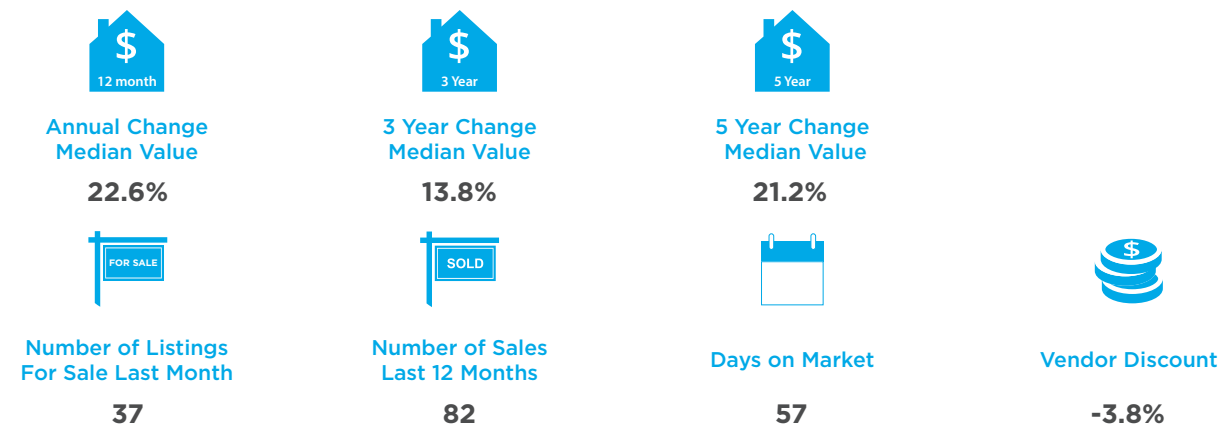 $
12 month
Annual Change
Median Value
22.6%
$
3 Year
3 Year Change
Median Value
13.8%
$
5 Year
5 Year Change
Median Value
21.2%
FOR SALE
Number of Listings
For Sale Last Month
37
SOLD
Number of Sales
Last 12 Months
82
Days on Market
57
$
Vendor Discount
-3.8%